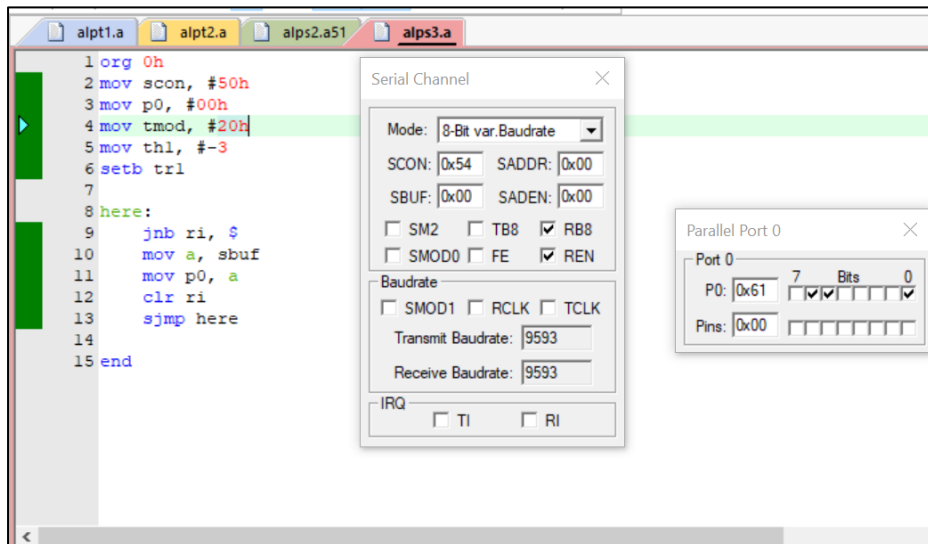 alpt1.a alpt2.a alps2.a51 alps3.a
1 org 0h
2 mov scon, #50h
3 mov p0, #00h
4 mov tmod, #20h
5 mov th1, #-3
6 setb tr1
7
8 here:
9 jnb ri, $
10 mov a, sbuf
11 mov p0, a
12 clr ri
13 sjmp here
14
15 end
Serial Channel
Mode: 8-Bit var.Baudrate
SCON: 0x54 SADDR: 0x00
SBUF: 0x00 SADEN: 0x00
SM2 TB8 RB8
SMOD0 FE REN
Baudrate
SMOD1 RCLK TCLK
Transmit Baudrate: 9593
Receive Baudrate: 9593
IRQ
TI RI
Parallel Port 0
Port 0
7 Bits 0
P0: 0x61
Pins: 0x00